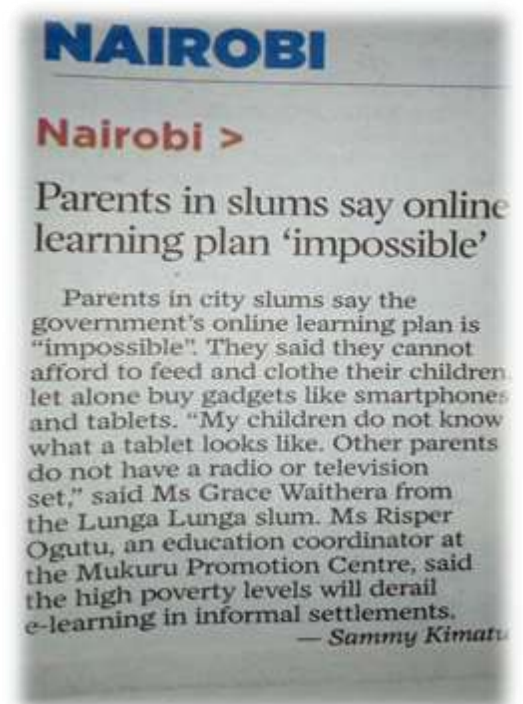 NAIROBI
Nairobi >
Parents in slums say online
learning plan ‘impossible’
Parents in city slums say the
government’s online learning plan is
“impossible”. They said they cannot
afford to feed and clothe their children,
let alone buy gadgets like smartphones
and tablets. “My children do not know
what a tablet looks like. Other parents
do not have a radio or television
set,” said Ms Grace Waithera from
the Lunga Lunga slum. Ms Risper
Ogutu, an education coordinator at
the Mukuru Promotion Centre, said
the high poverty levels will derail
e-learning in informal settlements.
— Sammy Kimatu